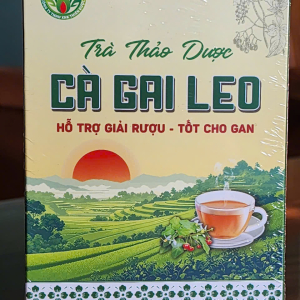 Trà Thảo Dược
CÀ GAI LEO
HỖ TRỢ GIẢI RƯỢU - TỐT CHO GAN